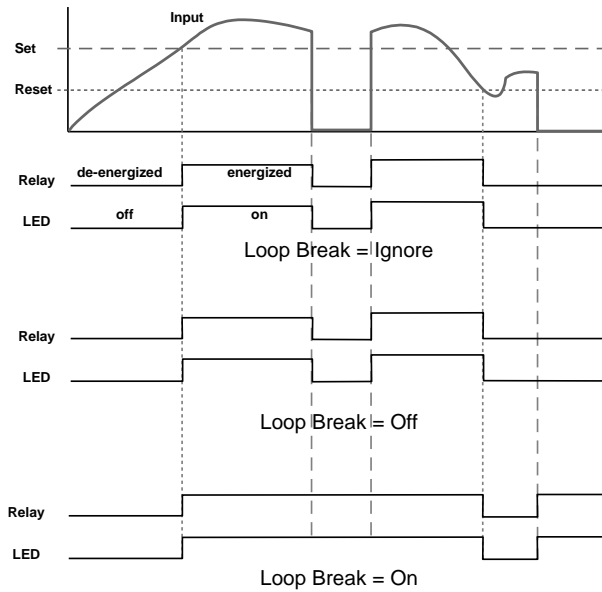 Input
Set
Reset
Relay
de-energized
energized
LED
off
on
Loop Break = Ignore
Relay
LED
Loop Break = Off
Relay
LED
Loop Break = On